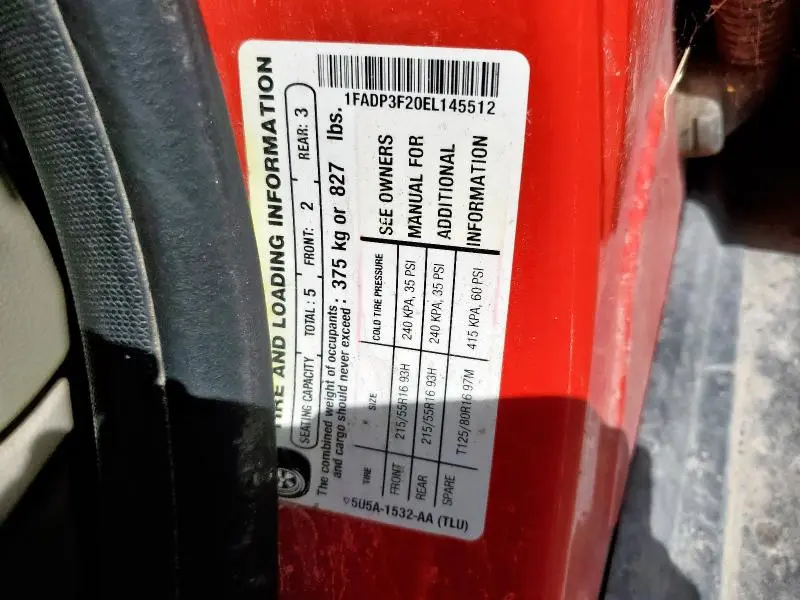 TIRE AND LOADING INFORMATION
SEATING CAPACITY TOTAL : 5 FRONT: 2 REAR: 3
The combined weight of occupants and cargo should never exceed : 375 kg or 827 lbs.
TIRE SIZE COLD TIRE PRESSURE
FRONT 215/55R16 93H 240 KPA, 35 PSI
REAR 215/55R16 93H 240 KPA, 35 PSI
SPARE T125/80R16 97M 415 KPA, 60 PSI
SEE OWNERS
MANUAL FOR
ADDITIONAL
INFORMATION
5U5A-1532-AA (TLU)
1FADP3F20EL145512